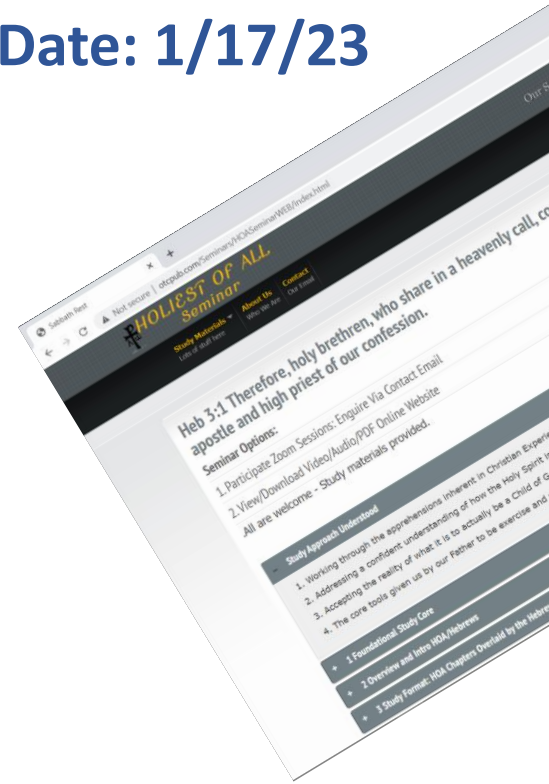 Date: 1/17/23
Our S
Sabbath Rest
Not secure | otcpub.com/Seminars/HOASeminarWEB/index.html
HOLIEST OF ALL
Seminar
Study Materials
Lots of stuff here
About Us
Who We Are
Contact
Our Email
Heb 3:1 Therefore, holy brethren, who share in a heavenly call, co
apostle and high priest of our confession.
Seminar Options:
1. Participate Zoom Sessions: Enquire Via Contact Email
2. View/Download Video/Audio/PDF Online Website
All are welcome - Study materials provided.
- Study Approach Understood
1. Working through the apprehensions inherent in Christian Experie
2. Addressing a confident understanding of how the Holy Spirit i
3. Accepting the reality of what it is to actually be a Child of G
4. The core tools given us by our Father to be exercise and
+ 1 Foundational Study Core
+ 2 Overview and Intro HOA/Hebrews
+ 3 Study Format: HOA Chapters Overlaid by the Hebre